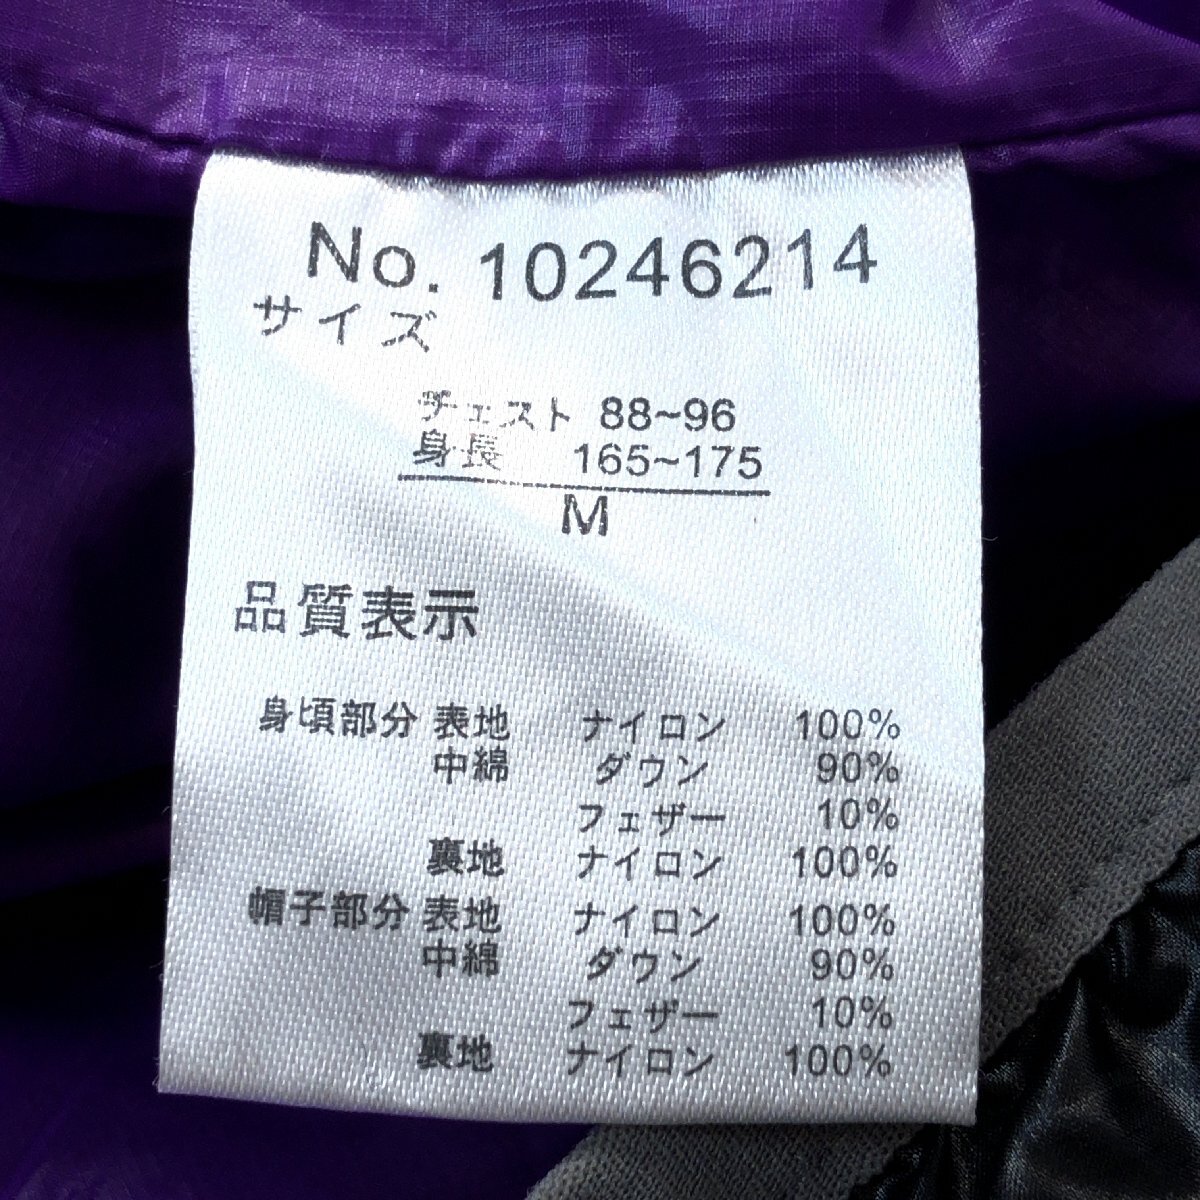 No. 10246214
サイズ
チェスト 88~96
身長 165~175
M
品質表示
身頃部分 表地 ナイロン 100%
中綿 ダウン 90%
フェザー 10%
裏地 ナイロン 100%
帽子部分 表地 ナイロン 100%
中綿 ダウン 90%
フェザー 10%
裏地 ナイロン 100%